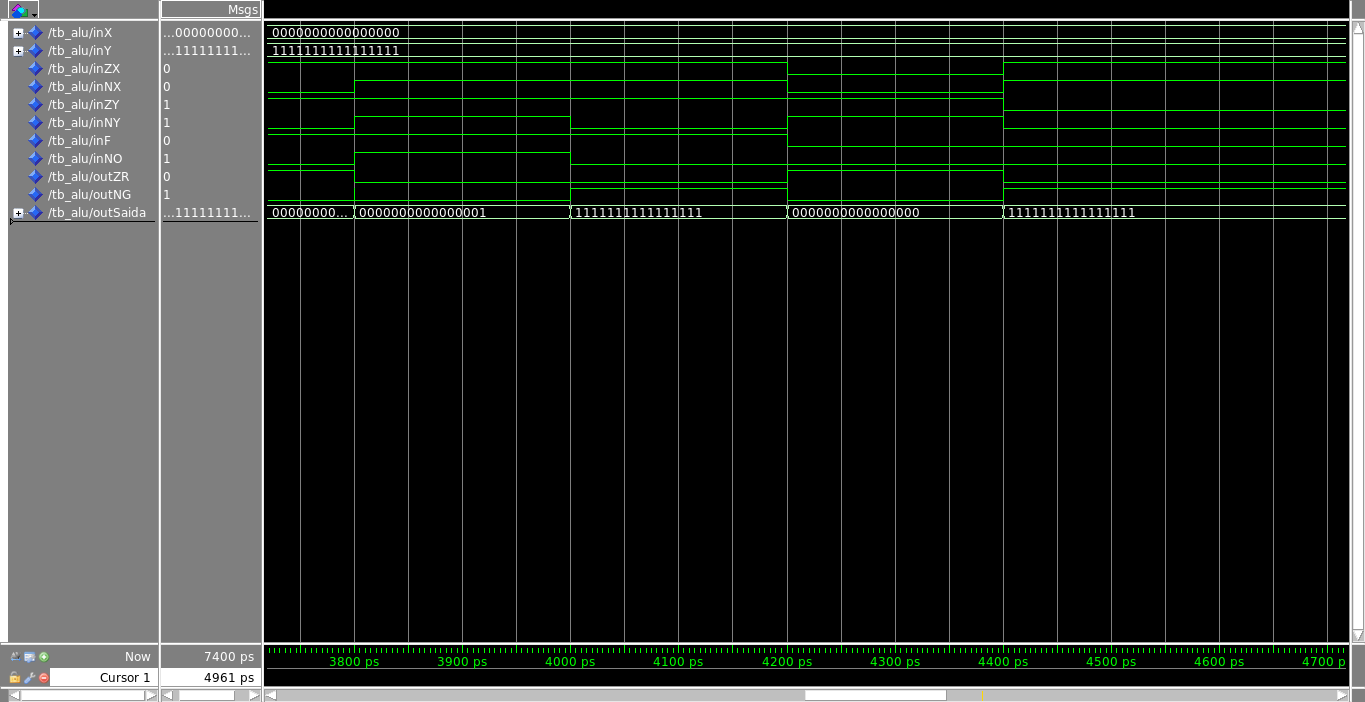 Msgs
/tb_alu/inX ...00000000... 0000000000000000
/tb_alu/inY ...11111111... 1111111111111111
/tb_alu/inZX 0
/tb_alu/inNX 0
/tb_alu/inZY 1
/tb_alu/inNY 1
/tb_alu/inF 0
/tb_alu/inNO 1
/tb_alu/outZR 0
/tb_alu/outNG 1
/tb_alu/outSaida ...11111111... 00000000... 0000000000000001 1111111111111111 0000000000000000 1111111111111111
Now 7400 ps 3800 ps 3900 ps 4000 ps 4100 ps 4200 ps 4300 ps 4400 ps 4500 ps 4600 ps 4700 p
Cursor 1 4961 ps